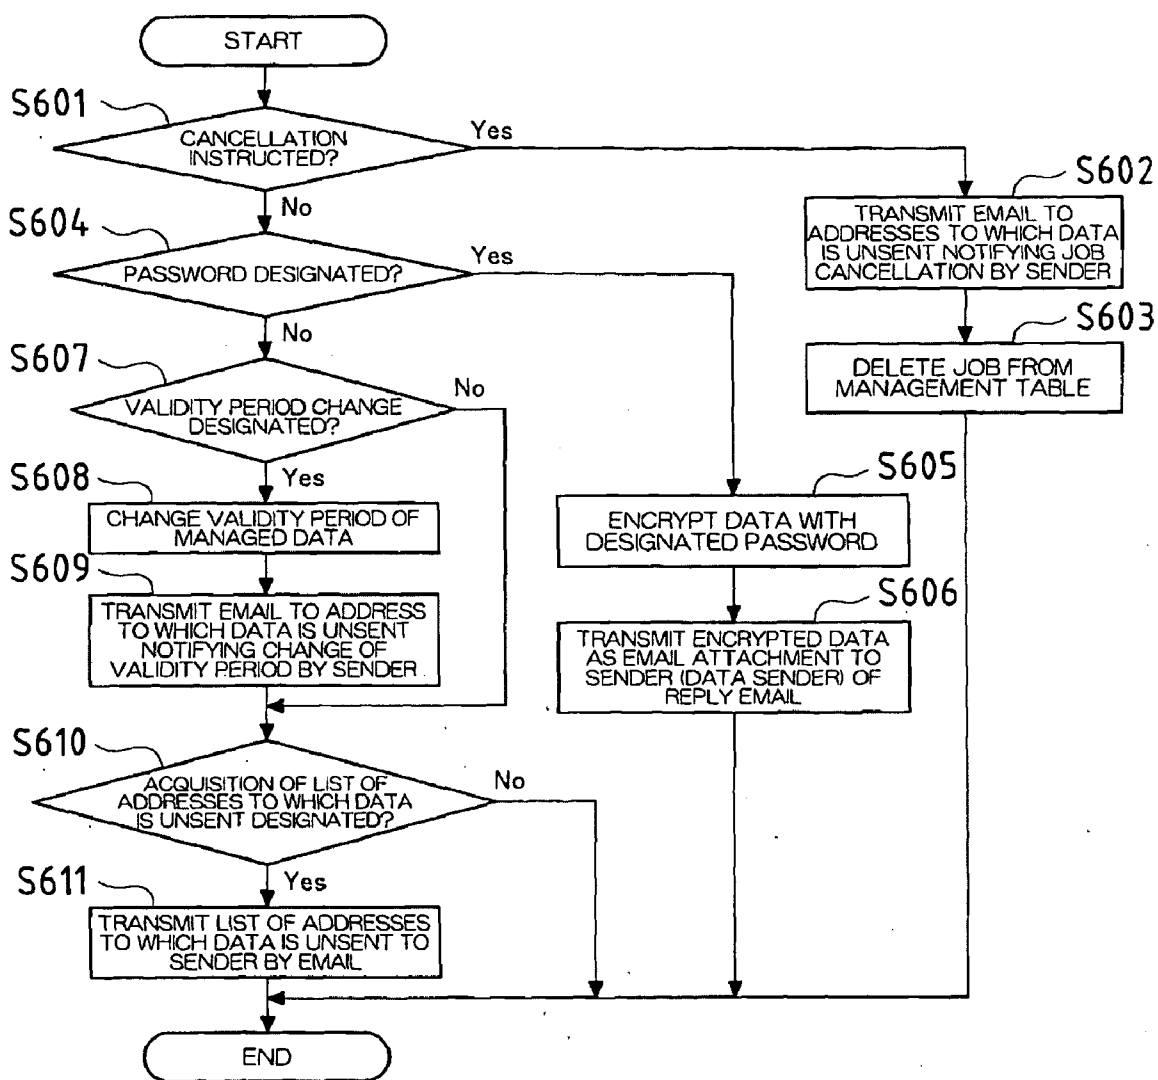 START
S601
CANCELLATION
INSTRUCTED?
Yes
No
S602
TRANSMIT EMAIL TO
ADDRESSES TO WHICH DATA
IS UNSENT NOTIFYING JOB
CANCELLATION BY SENDER
S603
DELETE JOB FROM
MANAGEMENT TABLE
S604
PASSWORD DESIGNATED?
Yes
No
S605
ENCRYPT DATA WITH
DESIGNATED PASSWORD
S606
TRANSMIT ENCRYPTED DATA
AS EMAIL ATTACHMENT TO
SENDER (DATA SENDER) OF
REPLY EMAIL
S607
VALIDITY PERIOD CHANGE
DESIGNATED?
No
Yes
S608
CHANGE VALIDITY PERIOD OF
MANAGED DATA
S609
TRANSMIT EMAIL TO ADDRESS
TO WHICH DATA IS UNSENT
NOTIFYING CHANGE OF
VALIDITY PERIOD BY SENDER
S610
ACQUISITION OF LIST OF
ADDRESSES TO WHICH DATA
IS UNSENT DESIGNATED?
No
Yes
S611
TRANSMIT LIST OF ADDRESSES
TO WHICH DATA IS UNSENT TO
SENDER BY EMAIL
END